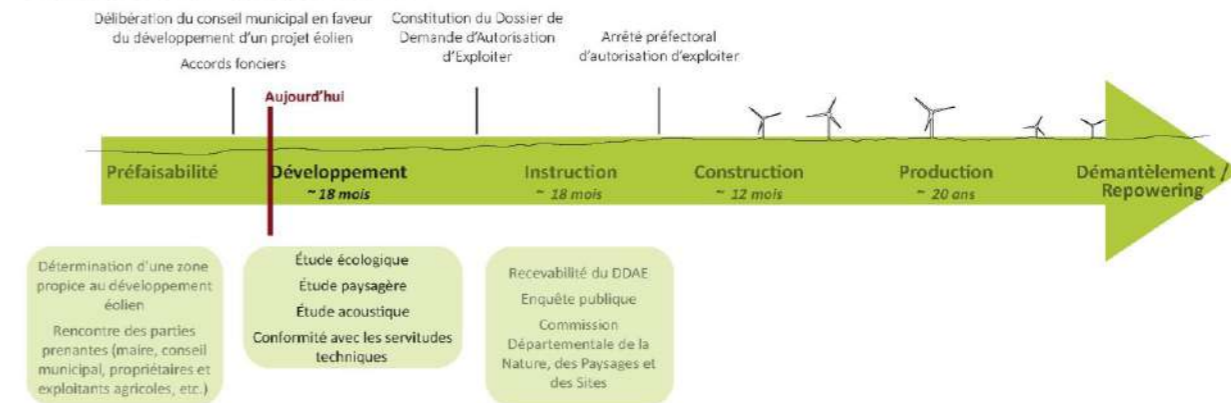 Délibération du conseil municipal en faveur
du développement d'un projet éolien
Accords fonciers
Constitution du Dossier de
Demande d'Autorisation
d'Exploiter
Arrêté préfectoral
d'autorisation d'exploiter
Aujourd'hui
Préfaisabilité
Développement
~ 18 mois
Instruction
~ 18 mois
Construction
~ 12 mois
Production
~ 20 ans
Démantèlement /
Repowering
Détermination d'une zone
propice au développement
éolien
Rencontre des parties
prenantes (maire, conseil
municipal, propriétaires et
exploitants agricoles, etc.)
Étude écologique
Étude paysagère
Étude acoustique
Conformité avec les servitudes
techniques
Recevabilité du DDAE
Enquête publique
Commission
Départementale de la
Nature, des Paysages et
des Sites